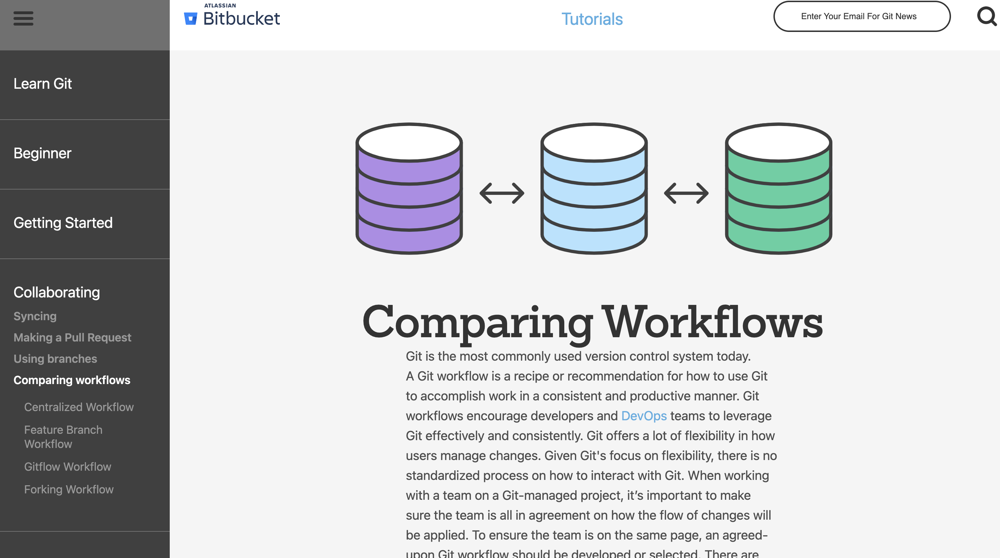 ATLASSIAN
Bitbucket
Tutorials
Enter Your Email For Git News
Learn Git
Beginner
Getting Started
Collaborating
Syncing
Making a Pull Request
Using branches
Comparing workflows
Centralized Workflow
Feature Branch
Workflow
Gitflow Workflow
Forking Workflow
Comparing Workflows
Git is the most commonly used version control system today.
A Git workflow is a recipe or recommendation for how to use Git
to accomplish work in a consistent and productive manner. Git
workflows encourage developers and DevOps teams to leverage
Git effectively and consistently. Git offers a lot of flexibility in how
users manage changes. Given Git's focus on flexibility, there is no
standardized process on how to interact with Git. When working
with a team on a Git-managed project, it’s important to make
sure the team is all in agreement on how the flow of changes will
be applied. To ensure the team is on the same page, an agreed-
upon Git workflow should be developed or selected. There are